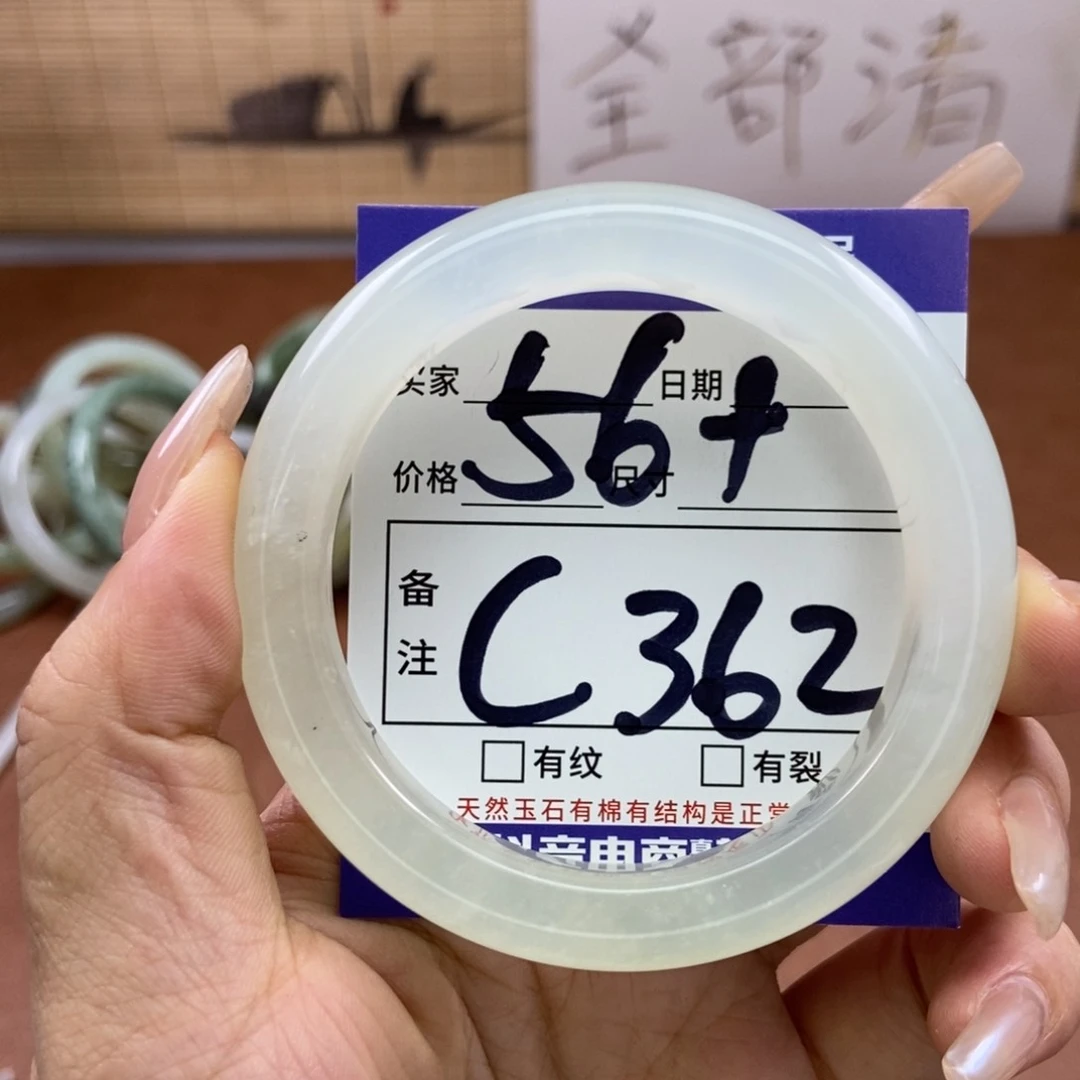 全部清
买家 56+ 日期
价格 尺寸
备注 C362
有纹 有裂
天然玉石有棉有结构是正常
抖音电商